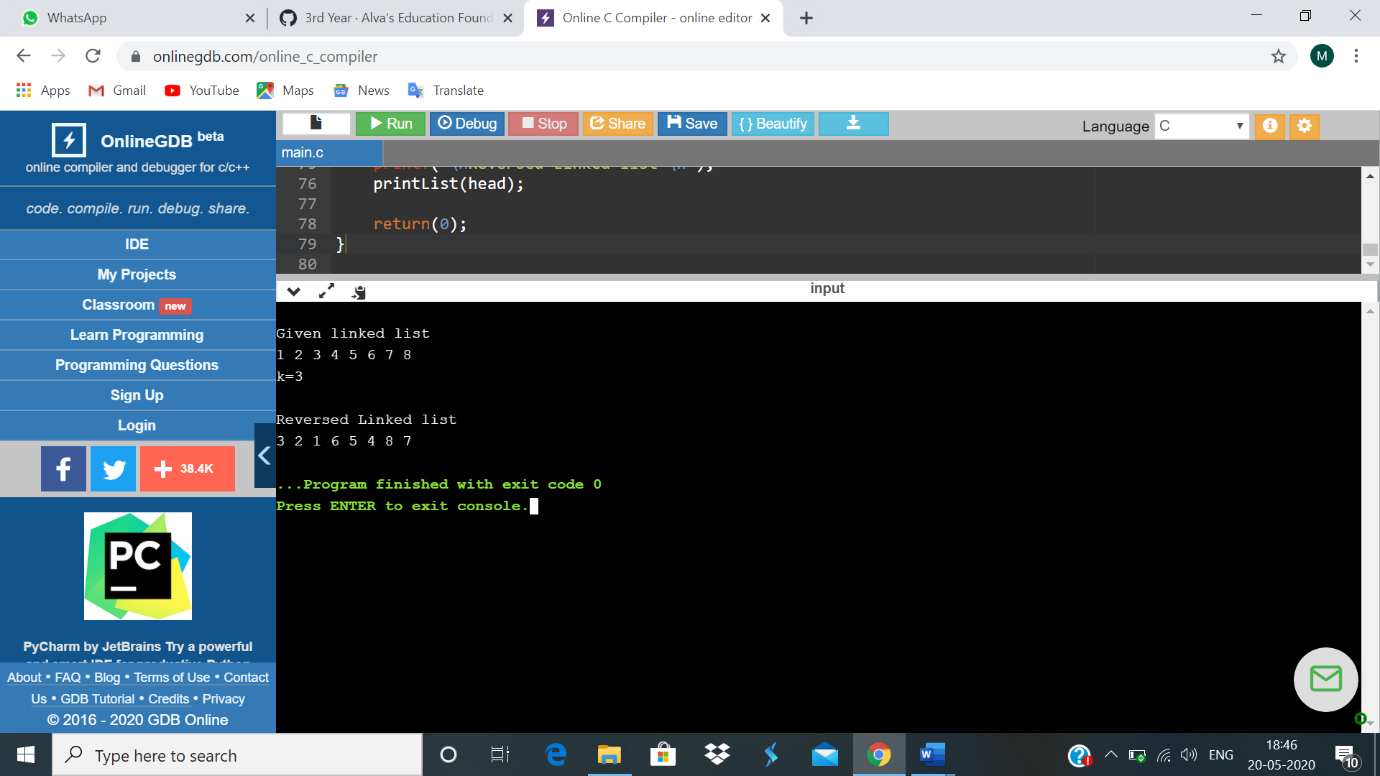 WhatsApp
3rd Year · Alva's Education Found
Online C Compiler - online editor
onlinegdb.com/online_c_compiler
M
Apps
Gmail
YouTube
Maps
News
Translate
OnlineGDB beta
online compiler and debugger for c/c++
code. compile. run. debug. share.
IDE
My Projects
Classroom new
Learn Programming
Programming Questions
Sign Up
Login
38.4K
PC
PyCharm by JetBrains Try a powerful
About • FAQ • Blog • Terms of Use • Contact
Us • GDB Tutorial • Credits • Privacy
© 2016 - 2020 GDB Online
Run
Debug
Stop
Share
Save
{ } Beautify
Language C
main.c
76 printList(head);
77
78 return(0);
79 }
80
input
Given linked list
1 2 3 4 5 6 7 8
k=3
Reversed Linked list
3 2 1 6 5 4 8 7
...Program finished with exit code 0
Press ENTER to exit console.
Type here to search
ENG
18:46
20-05-2020
10